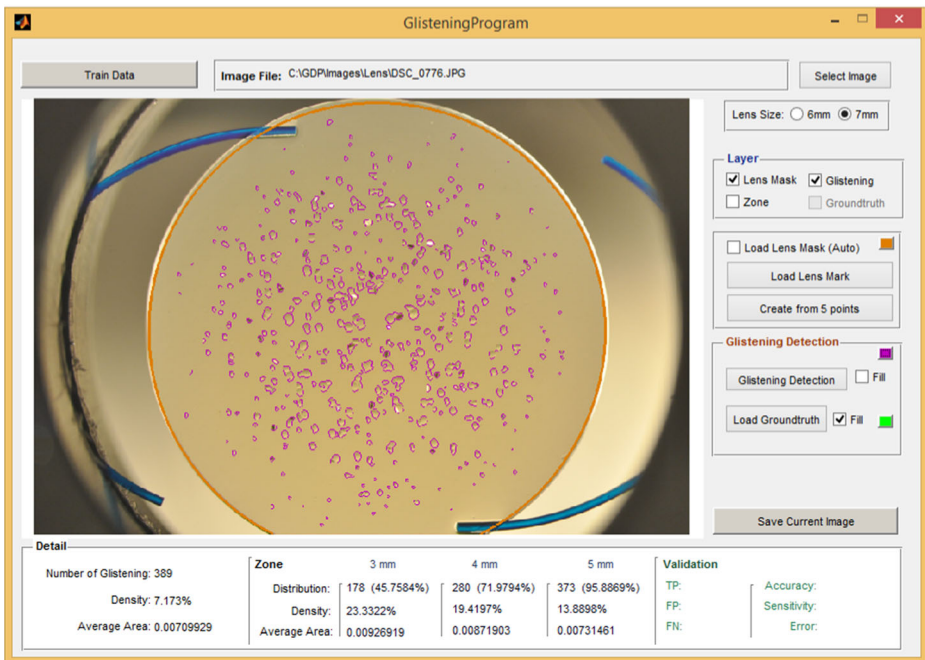 GlisteningProgram
Train Data
Image File: C:\GDP\Images\Lens\DSC_0776.JPG
Select Image
Lens Size: 6mm 7mm
Layer
Lens Mask Glistening
Zone Groundtruth
Load Lens Mask (Auto)
Load Lens Mark
Create from 5 points
Glistening Detection
Glistening Detection Fill
Load Groundtruth Fill
Save Current Image
Detail
Number of Glistening: 389
Density: 7.173%
Average Area: 0.00709929
Zone 3 mm 4 mm 5 mm
Distribution: 178 (45.7584%) 280 (71.9794%) 373 (95.8869%)
Density: 23.3322% 19.4197% 13.8898%
Average Area: 0.00926919 0.00871903 0.00731461
Validation
TP: Accuracy:
FP: Sensitivity:
FN: Error: